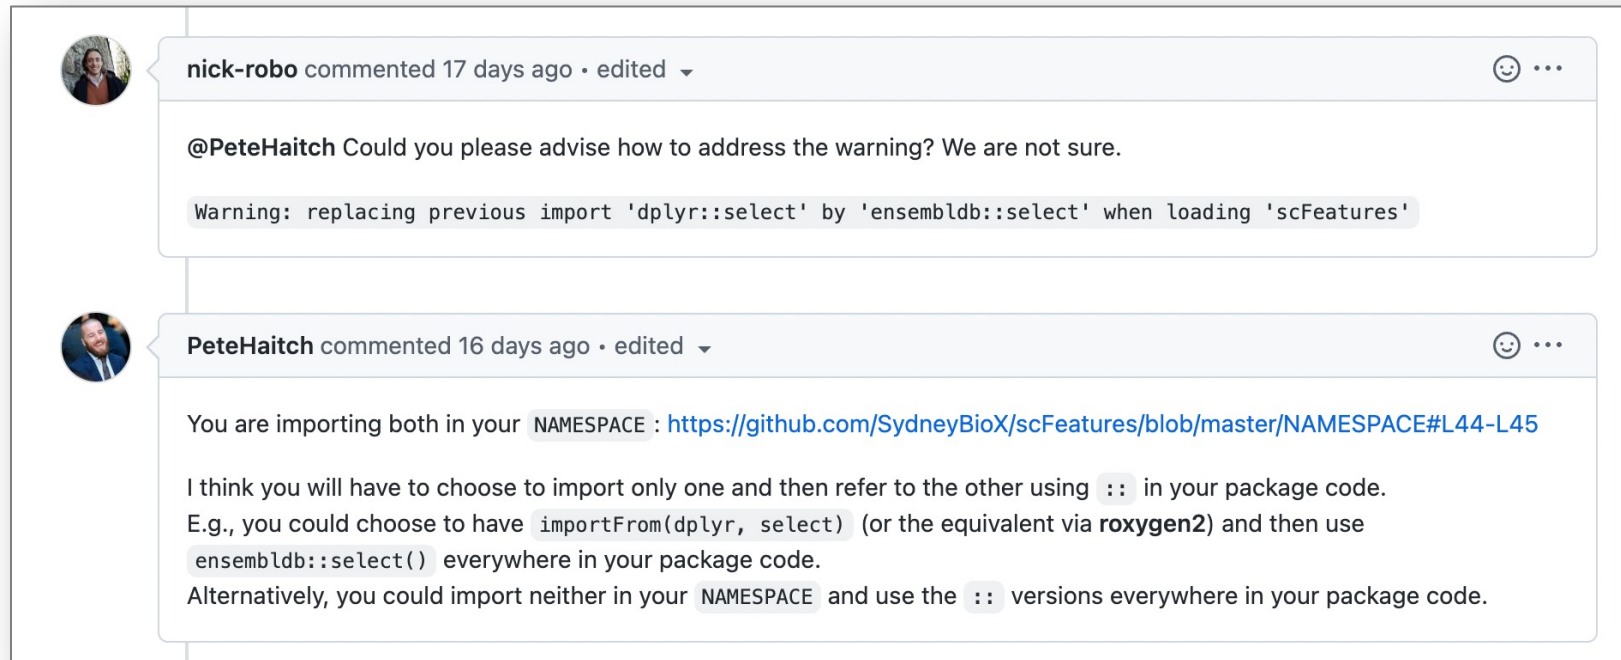 nick-robo commented 17 days ago • edited
@PeteHaitch Could you please advise how to address the warning? We are not sure.
Warning: replacing previous import 'dplyr::select' by 'ensembldb::select' when loading 'scFeatures'
PeteHaitch commented 16 days ago • edited
You are importing both in your NAMESPACE : https://github.com/SydneyBioX/scFeatures/blob/master/NAMESPACE#L44-L45
I think you will have to choose to import only one and then refer to the other using :: in your package code.
E.g., you could choose to have importFrom(dplyr, select) (or the equivalent via roxygen2) and then use
ensembldb::select() everywhere in your package code.
Alternatively, you could import neither in your NAMESPACE and use the :: versions everywhere in your package code.